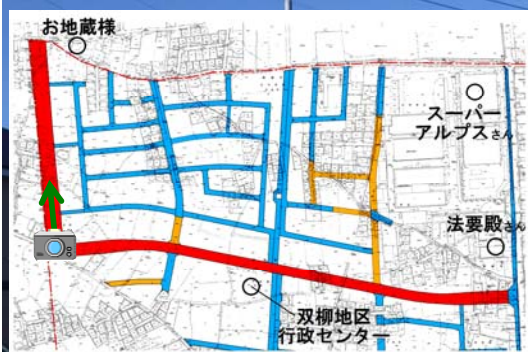 お地蔵様
スーパー
アルプスさん
法要殿さん
双柳地区
行政センター